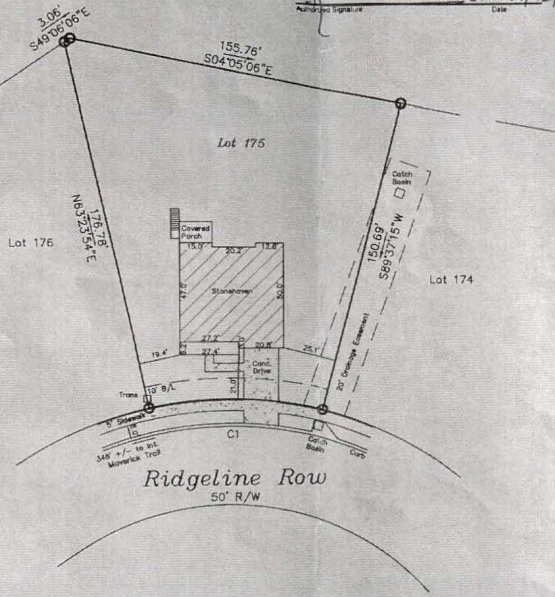 Authorized Signature
Date
3.06'
S49°06'06"E
155.76'
S04°05'06"E
Lot 175
Catch
Basin
176.78'
N63°23'54"E
Lot 176
Covered
Porch
15.0'
20.2'
12.8'
150.69'
S89°37'15"W
Lot 174
47.0'
Stonehaven
50.0'
20' Drainage Easement
27.2'
20.8'
19.4'
27.4'
25.1'
Conc.
Drive
21.0'
Trans
10' B/L
5' Sidewalk
348' +/- to Int.
Maverick Trail
C1
Catch
Basin
Curb
Ridgeline Row
50' R/W